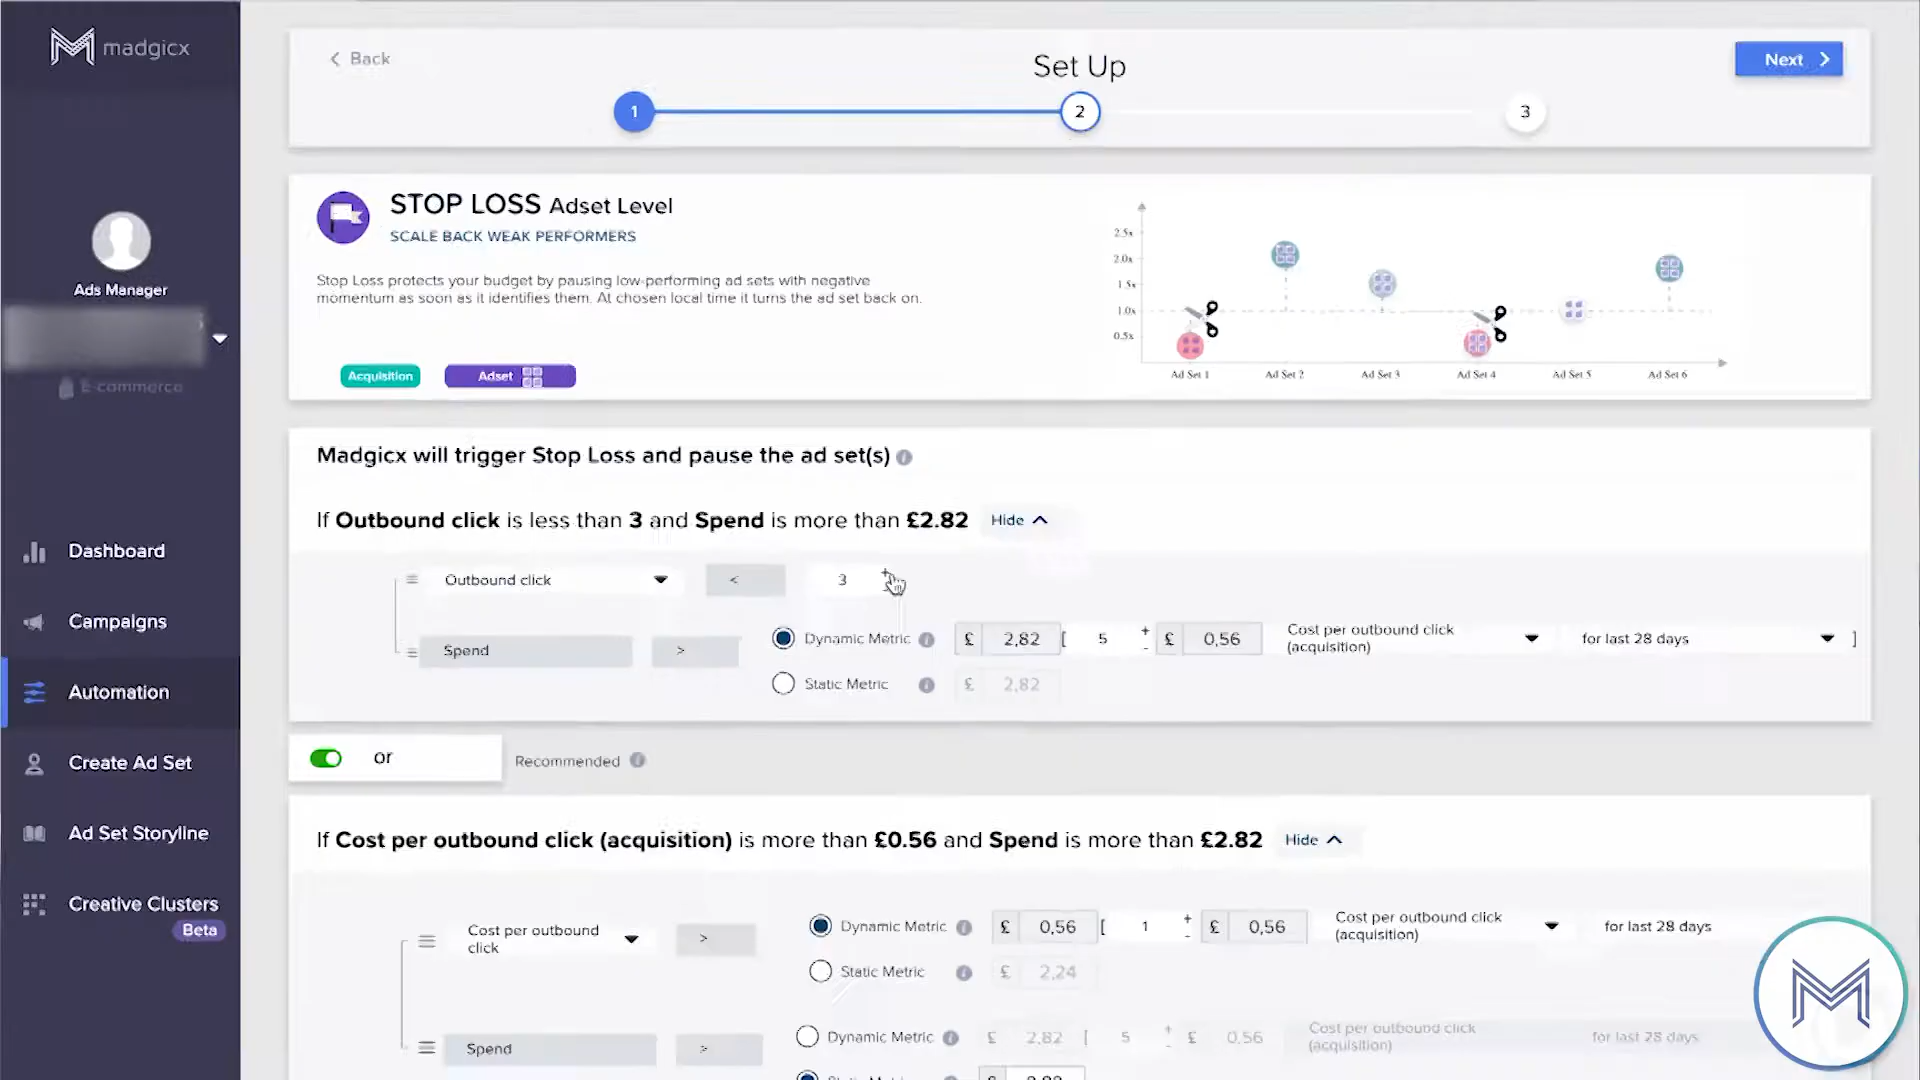 madgicx
Back
Set Up
Next
1
2
3
Ads Manager
E-commerce
Dashboard
Campaigns
Automation
Create Ad Set
Ad Set Storyline
Creative Clusters
Beta
STOP LOSS Adset Level
SCALE BACK WEAK PERFORMERS
Stop Loss protects your budget by pausing low-performing ad sets with negative
momentum as soon as it identifies them. At chosen local time it turns the ad set back on.
Acquisition
Adset
2.5x
2.0x
1.5x
1.0x
0.5x
Ad Set 1
Ad Set 2
Ad Set 3
Ad Set 4
Ad Set 5
Ad Set 6
Madgicx will trigger Stop Loss and pause the ad set(s)
If Outbound click is less than 3 and Spend is more than £2.82 Hide
Outbound click < 3 +
Spend > Dynamic Metric £ 2,82 [ 5 + - £ 0,56 Cost per outbound click (acquisition) for last 28 days ]
Static Metric £ 2,82
or
Recommended
If Cost per outbound click (acquisition) is more than £0.56 and Spend is more than £2.82 Hide
Cost per outbound click > Dynamic Metric £ 0,56 [ 1 + - £ 0,56 Cost per outbound click (acquisition) for last 28 days
Static Metric £ 2,24
Spend > Dynamic Metric £ 2,82 [ 5 + - £ 0,56 Cost per outbound click (acquisition) for last 28 days